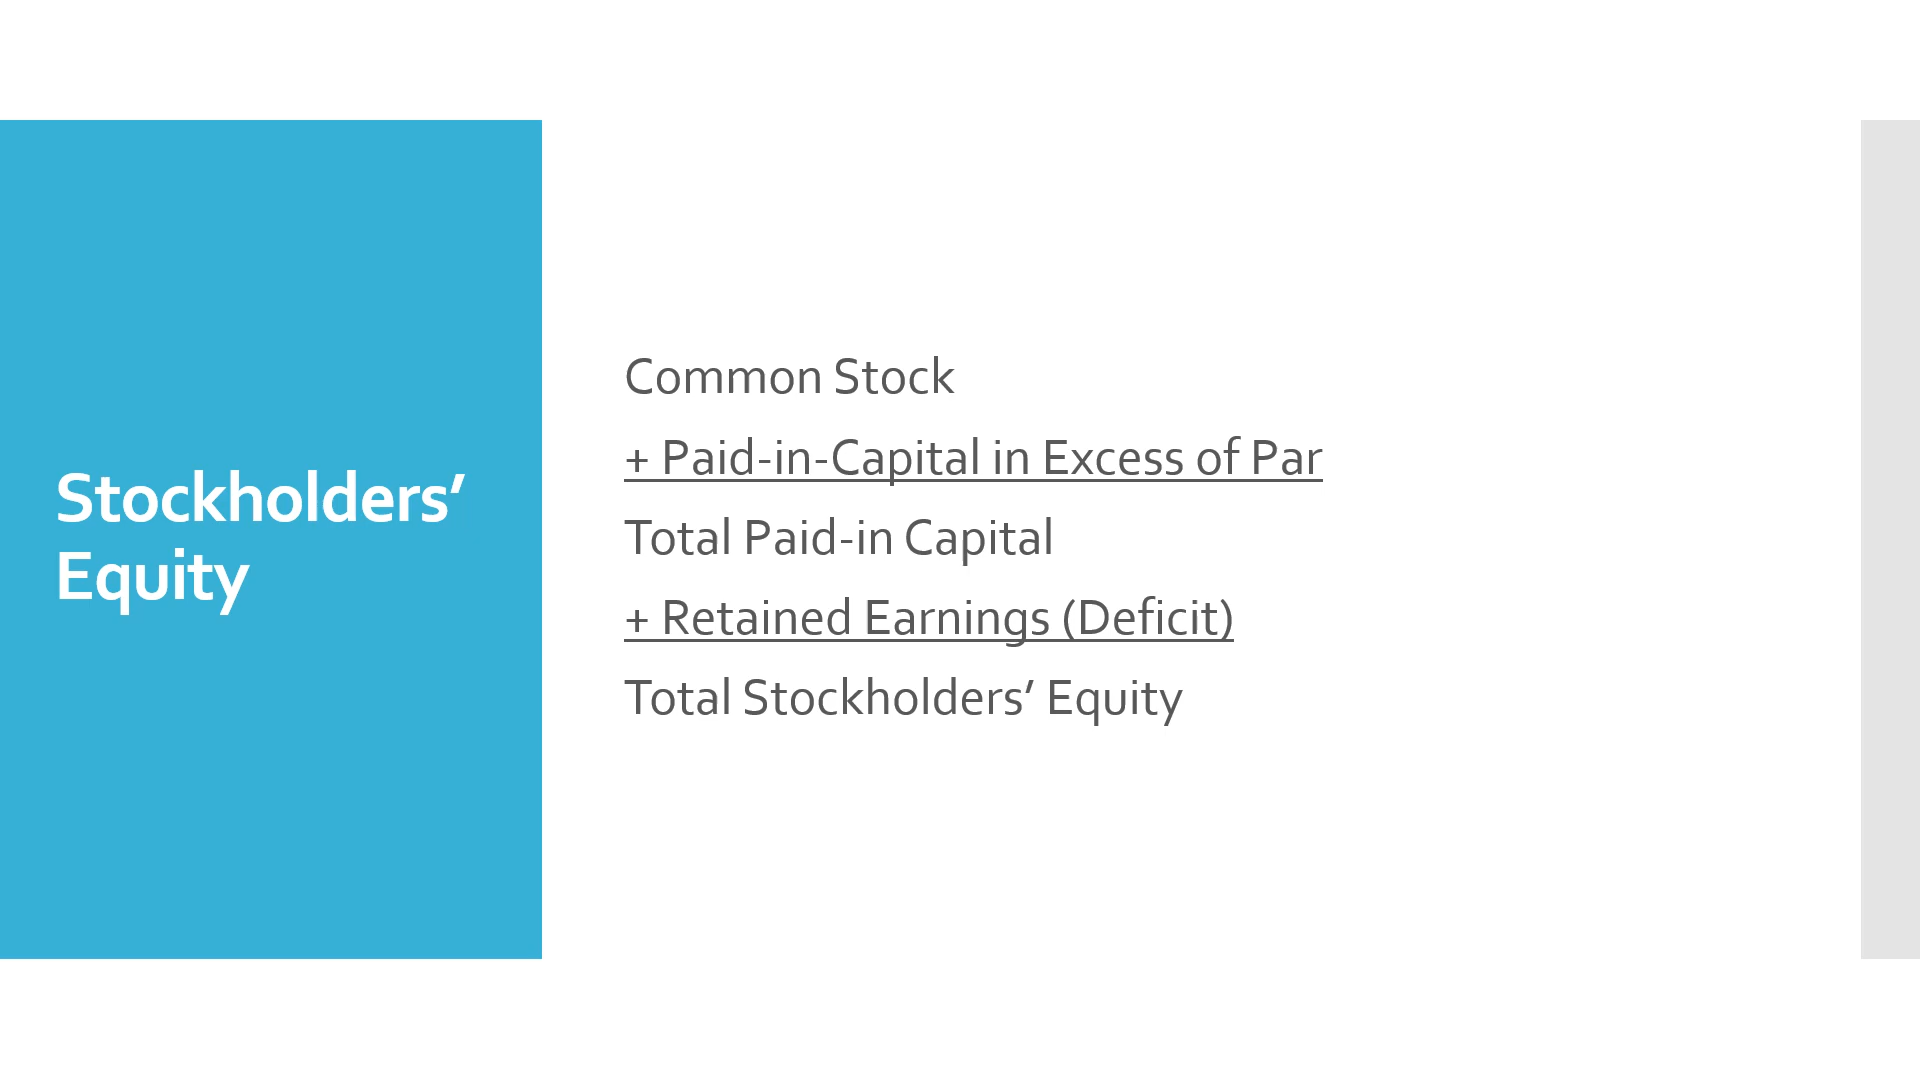 Stockholders’
Equity
Common Stock
+ Paid-in-Capital in Excess of Par
Total Paid-in Capital
+ Retained Earnings (Deficit)
Total Stockholders’ Equity